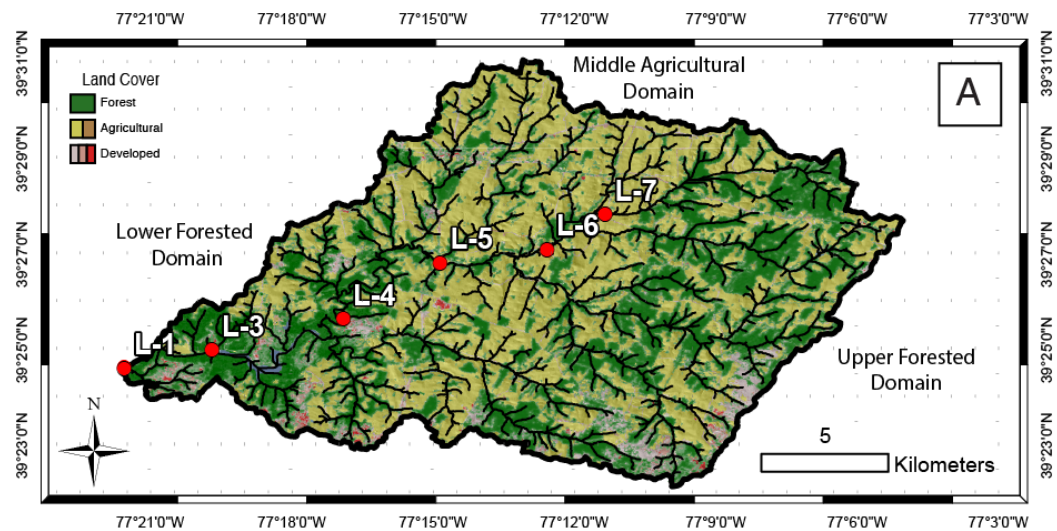 77°21'0"W 77°18'0"W 77°15'0"W 77°12'0"W 77°9'0"W 77°6'0"W 77°3'30"W
39°31'0"N
39°29'0"N
39°27'0"N
39°25'0"N
39°23'0"N
Land Cover
Forest
Agricultural
Developed
Middle Agricultural
Domain
A
Lower Forested
Domain
L-7
L-6
L-5
L-4
L-3
L-1
Upper Forested
Domain
N
5
Kilometers
39°31'0"N
39°29'0"N
39°27'0"N
39°25'0"N
39°23'0"N
77°21'0"W 77°18'0"W 77°15'0"W 77°12'0"W 77°9'0"W 77°6'0"W 77°3'30"W